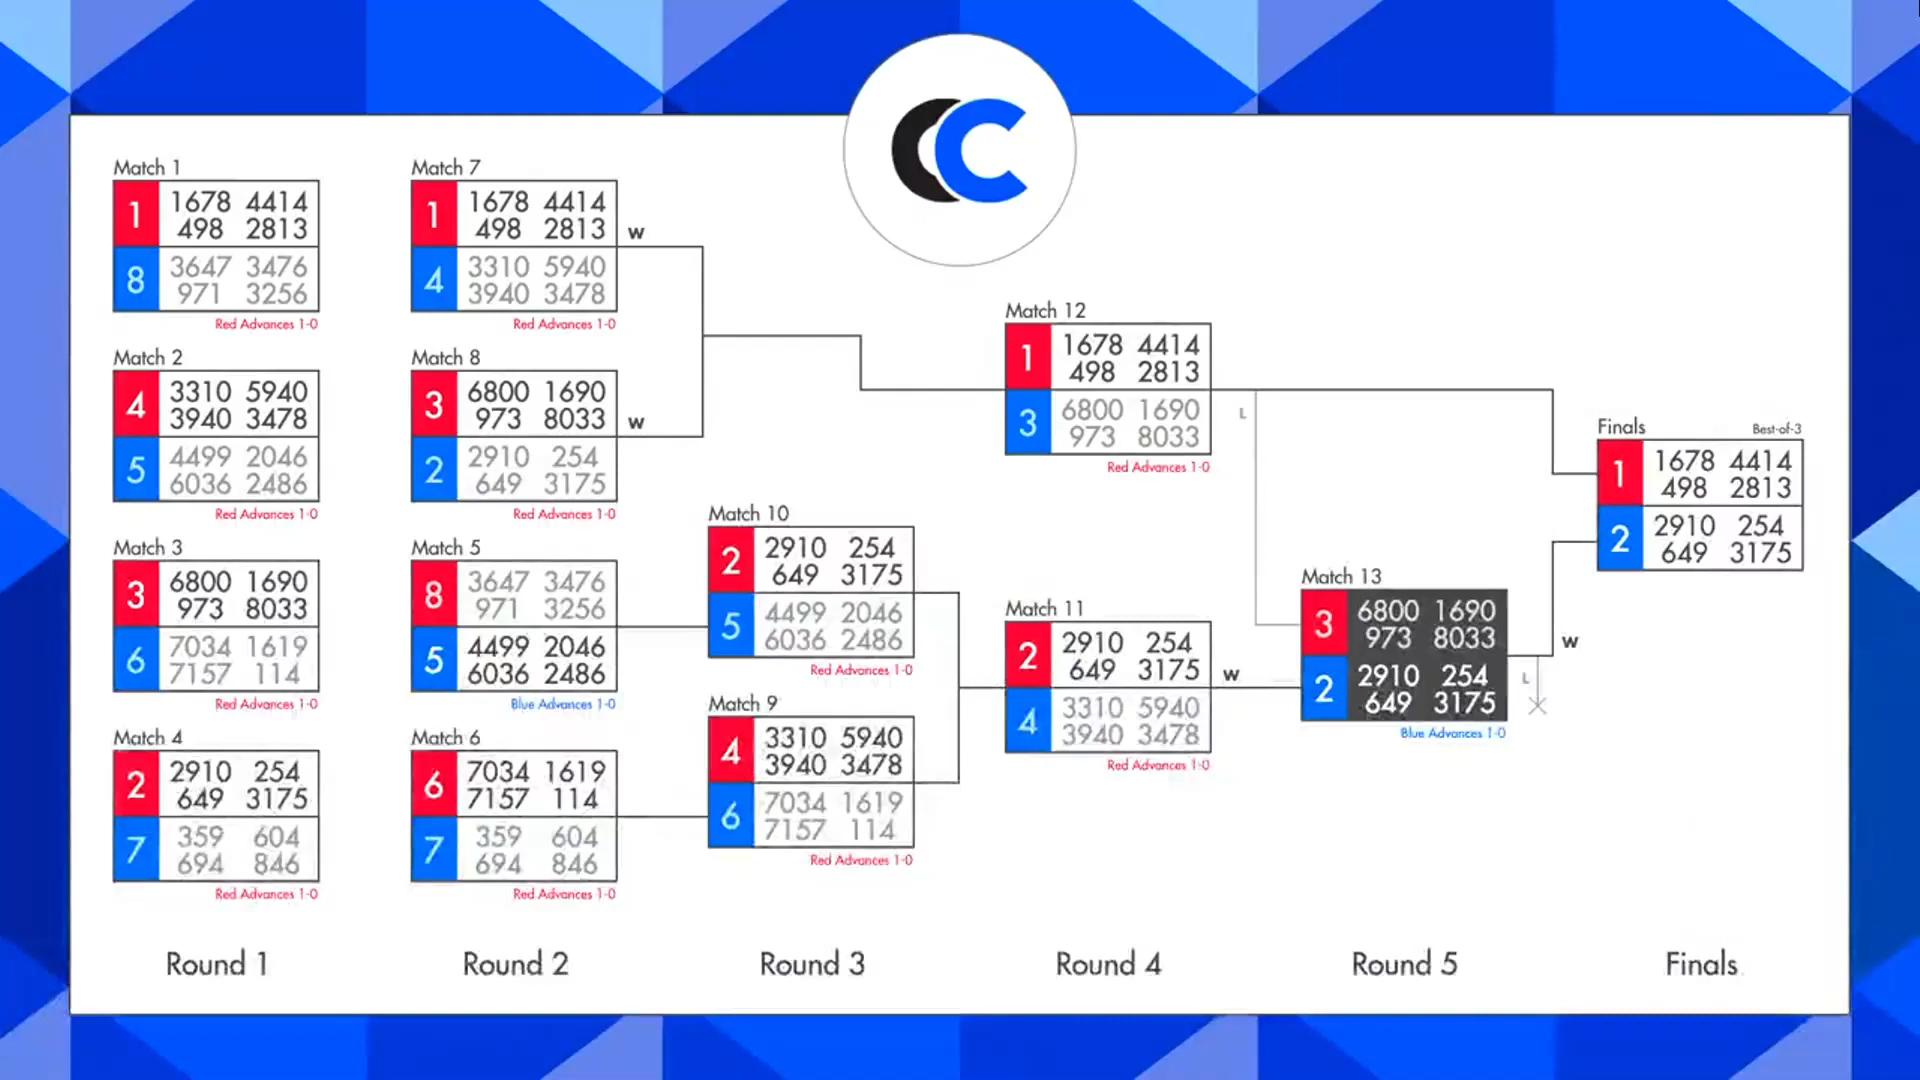 CC
Match 1
1
1678 4414
498 2813
8
3647 3476
971 3256
Red Advances 1-0
Match 2
4
3310 5940
3940 3478
5
4499 2046
6036 2486
Red Advances 1-0
Match 3
3
6800 1690
973 8033
6
7034 1619
7157 114
Red Advances 1-0
Match 4
2
2910 254
649 3175
7
359 604
694 846
Red Advances 1-0
Round 1
Match 7
1
1678 4414
498 2813
W
4
3310 5940
3940 3478
Red Advances 1-0
Match 8
3
6800 1690
973 8033
W
2
2910 254
649 3175
Red Advances 1-0
Match 5
8
3647 3476
971 3256
5
4499 2046
6036 2486
Blue Advances 1-0
Match 6
6
7034 1619
7157 114
7
359 604
694 846
Red Advances 1-0
Round 2
Match 10
2
2910 254
649 3175
5
4499 2046
6036 2486
Red Advances 1-0
Match 9
4
3310 5940
3940 3478
6
7034 1619
7157 114
Red Advances 1-0
Round 3
Match 12
1
1678 4414
498 2813
3
6800 1690
973 8033
L
Red Advances 1-0
Match 11
2
2910 254
649 3175
W
4
3310 5940
3940 3478
Red Advances 1-0
Round 4
Match 13
3
6800 1690
973 8033
W
2
2910 254
649 3175
L
Blue Advances 1-0
Round 5
Finals Best-of-3
1
1678 4414
498 2813
2
2910 254
649 3175
Finals